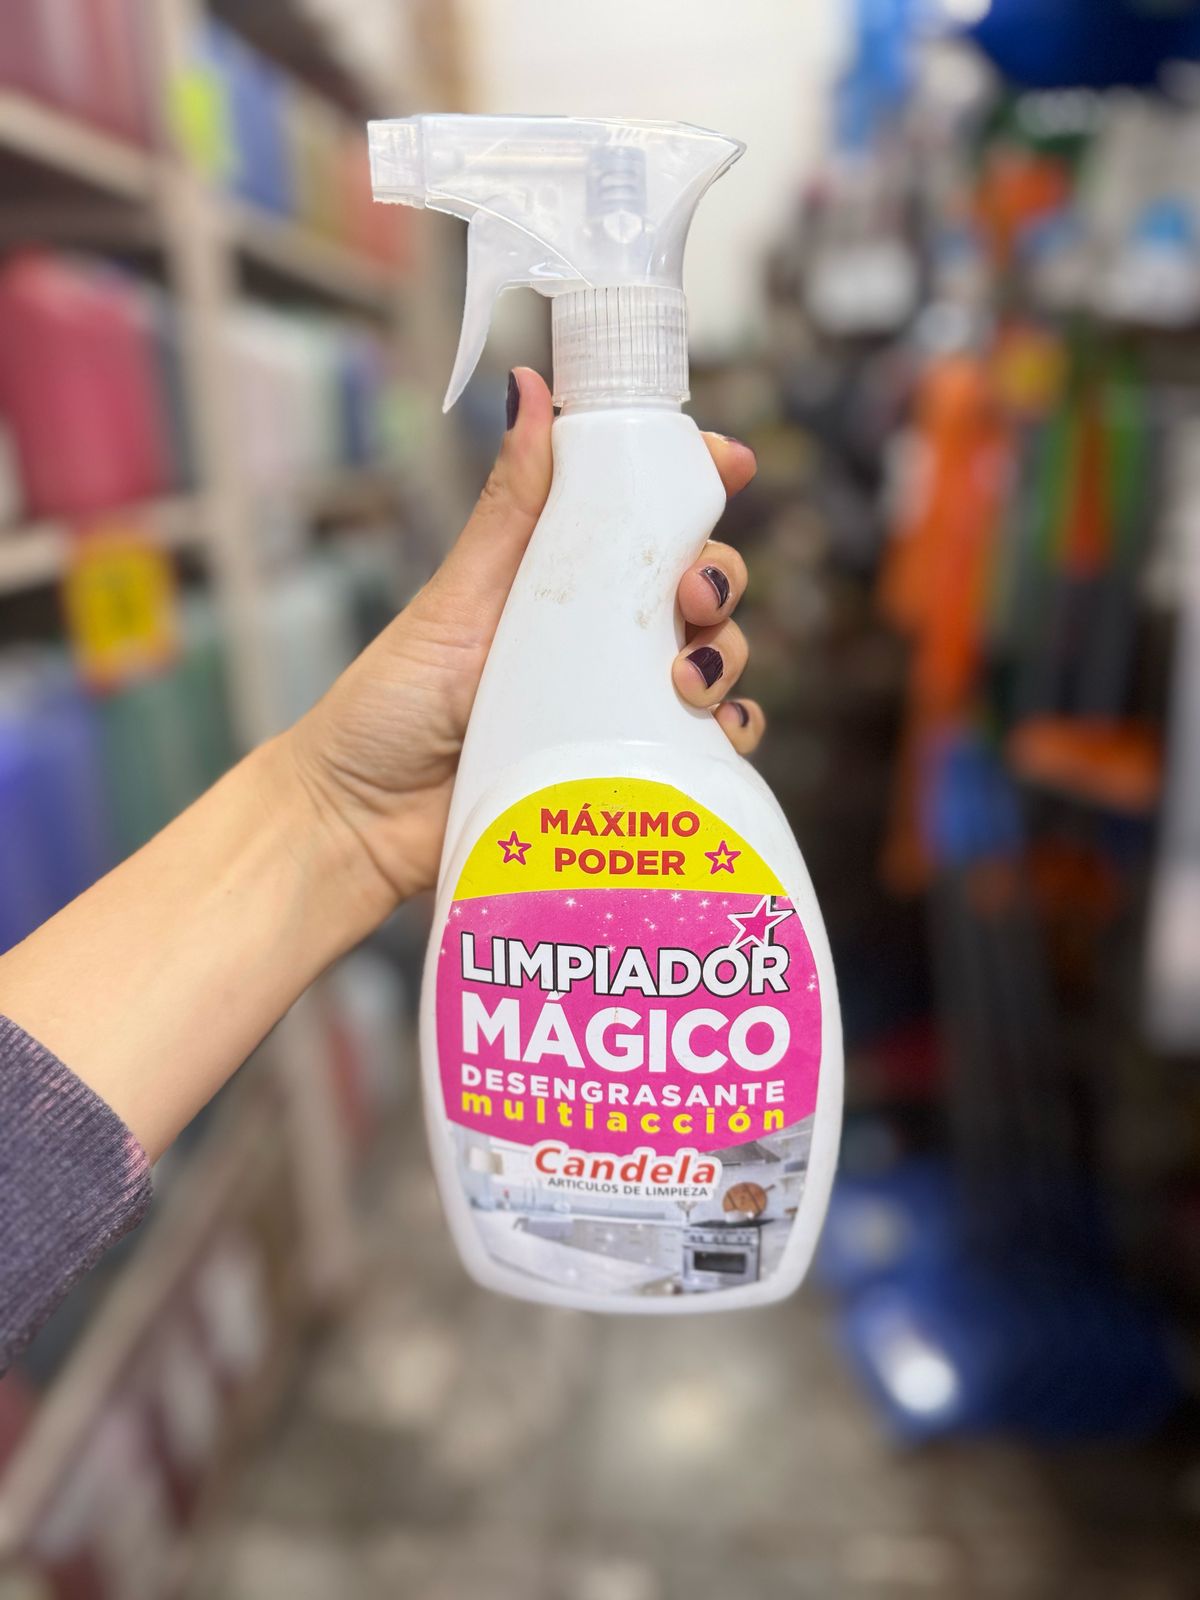 MÁXIMO
PODER
LIMPIADOR
MÁGICO
DESENGRASANTE
multiacción
Candela
ARTICULOS DE LIMPIEZA